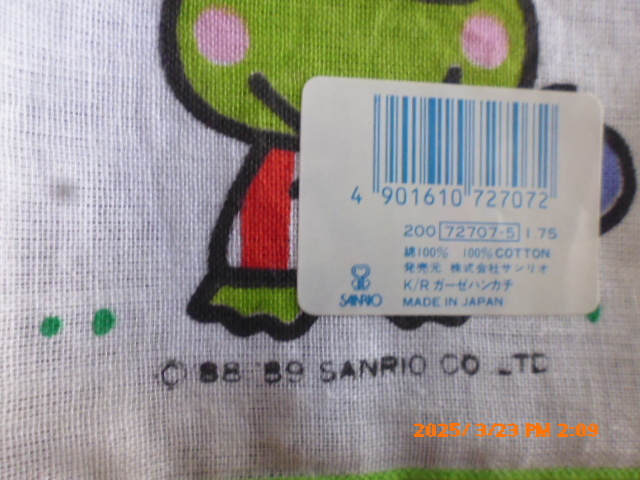 4 901610 727072
200 72707-5 1.75
綿100% 100%COTTON
発売元 株式会社サンリオ
K/R ガーゼハンカチ
SANRIO MADE IN JAPAN
© '88 '89 SANRIO CO LTD
2025/ 3/23 PM 2:09